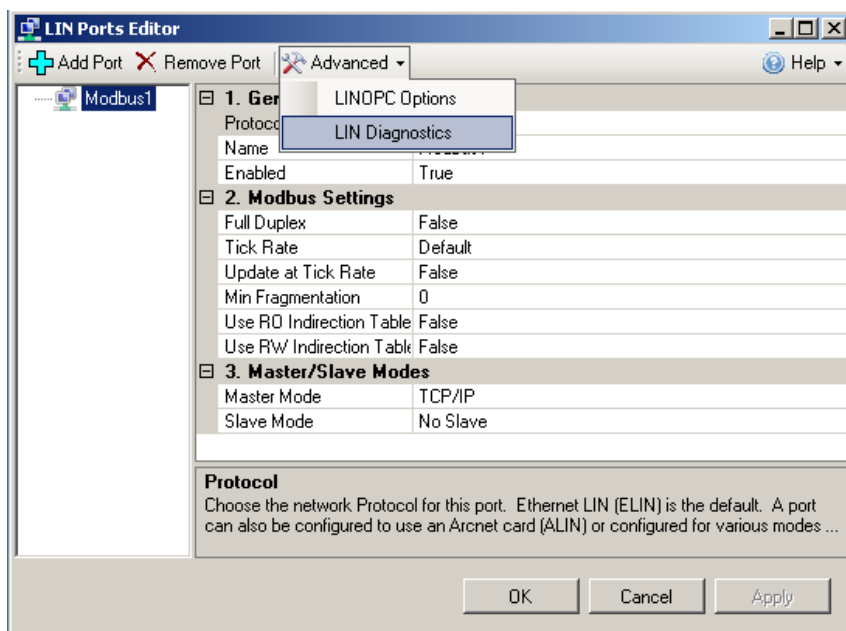 LIN Ports Editor
Add Port Remove Port Advanced Help
Modbus1
1. Ger
LINOPC Options
Protoco
LIN Diagnostics
Name
Enabled True
2. Modbus Settings
Full Duplex False
Tick Rate Default
Update at Tick Rate False
Min Fragmentation 0
Use RO Indirection Table False
Use RW Indirection Table False
3. Master/Slave Modes
Master Mode TCP/IP
Slave Mode No Slave
Protocol
Choose the network Protocol for this port. Ethernet LIN (ELIN) is the default. A port
can also be configured to use an Arcnet card (ALIN) or configured for various modes ...
OK Cancel Apply